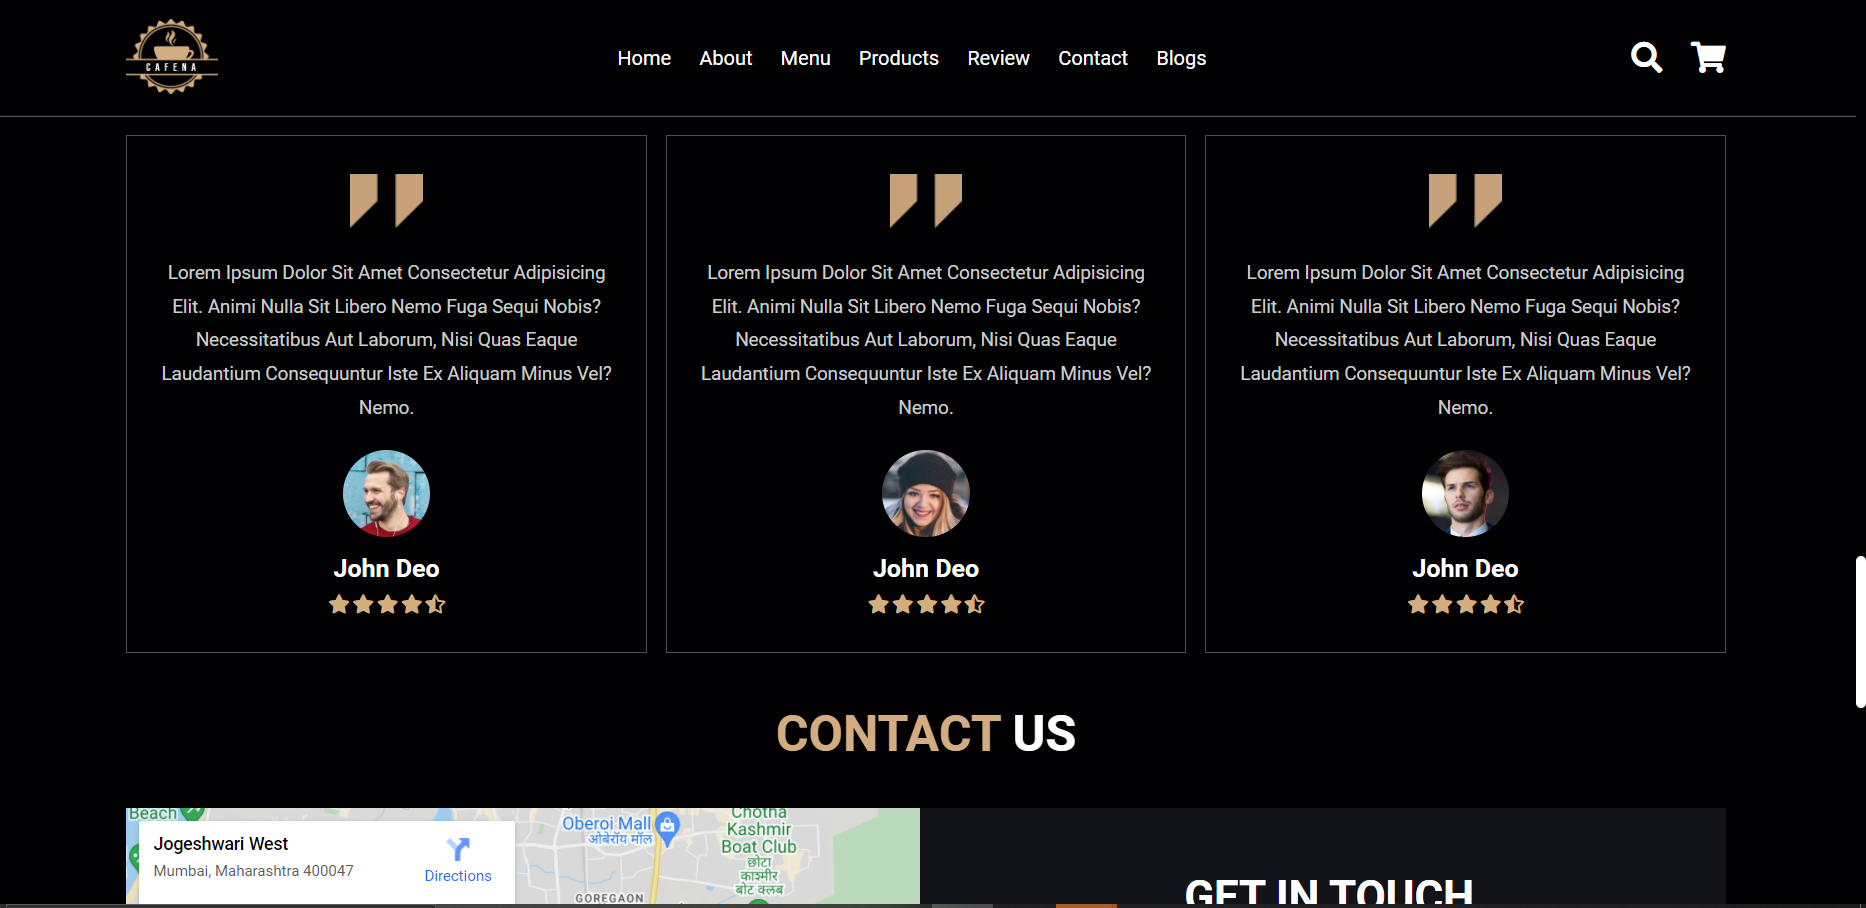 CAFENA
Home About Menu Products Review Contact Blogs
Lorem Ipsum Dolor Sit Amet Consectetur Adipisicing
Elit. Animi Nulla Sit Libero Nemo Fuga Sequi Nobis?
Necessitatibus Aut Laborum, Nisi Quas Eaque
Laudantium Consequuntur Iste Ex Aliquam Minus Vel?
Nemo.
John Deo
Lorem Ipsum Dolor Sit Amet Consectetur Adipisicing
Elit. Animi Nulla Sit Libero Nemo Fuga Sequi Nobis?
Necessitatibus Aut Laborum, Nisi Quas Eaque
Laudantium Consequuntur Iste Ex Aliquam Minus Vel?
Nemo.
John Deo
Lorem Ipsum Dolor Sit Amet Consectetur Adipisicing
Elit. Animi Nulla Sit Libero Nemo Fuga Sequi Nobis?
Necessitatibus Aut Laborum, Nisi Quas Eaque
Laudantium Consequuntur Iste Ex Aliquam Minus Vel?
Nemo.
John Deo
CONTACT US
Beach
Jogeshwari West
Mumbai, Maharashtra 400047
Directions
Oberoi Mall
ओबेरॉय मॉल
Chotha
Kashmir
Boat Club
छोटा
काश्मीर
बोट क्लब
GOREGAON
GET IN TOUCH